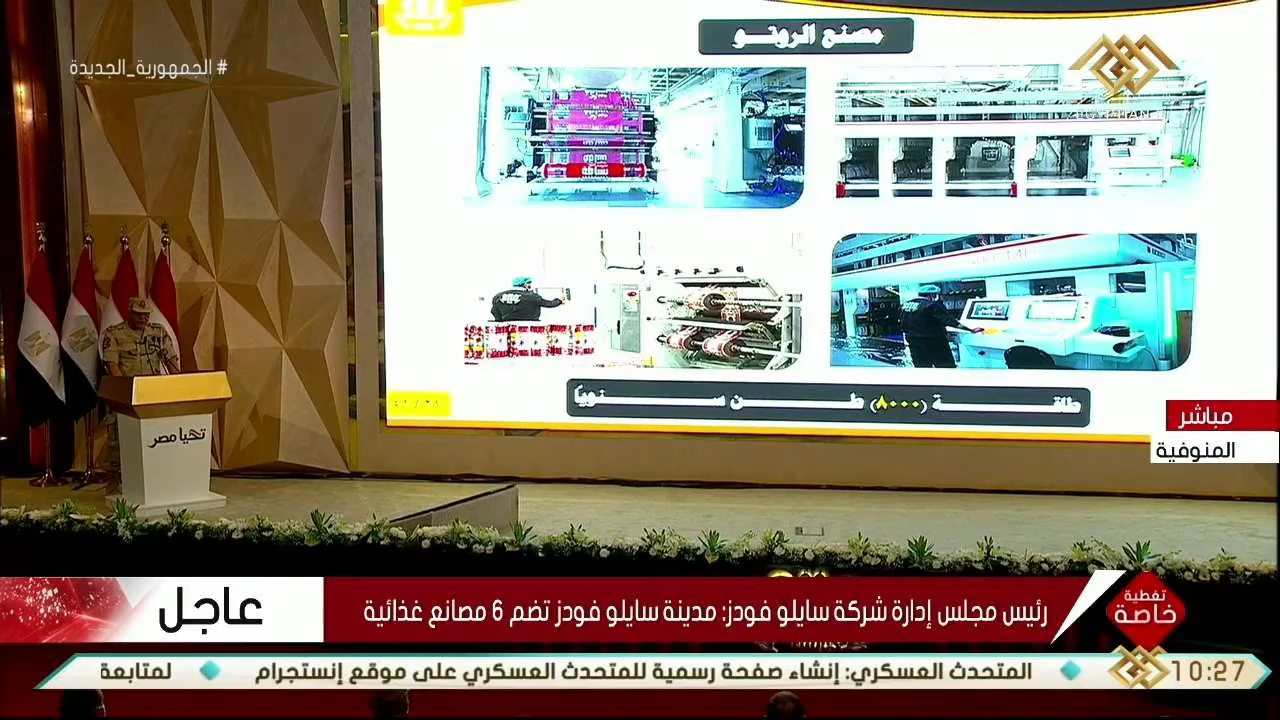 # الجمهورية_الجديدة
مصنع الروتو
طاقة (٨٠٠٠) طن سنويًا
تحيا مصر
مباشر
المنوفية
تغطية خاصة
رئيس مجلس إدارة شركة سايلو فودز: مدينة سايلو فودز تضم 6 مصانع غذائية
عاجل
10:27
المتحدث العسكري: إنشاء صفحة رسمية للمتحدث العسكري على موقع إنستجرام
لمتابعة